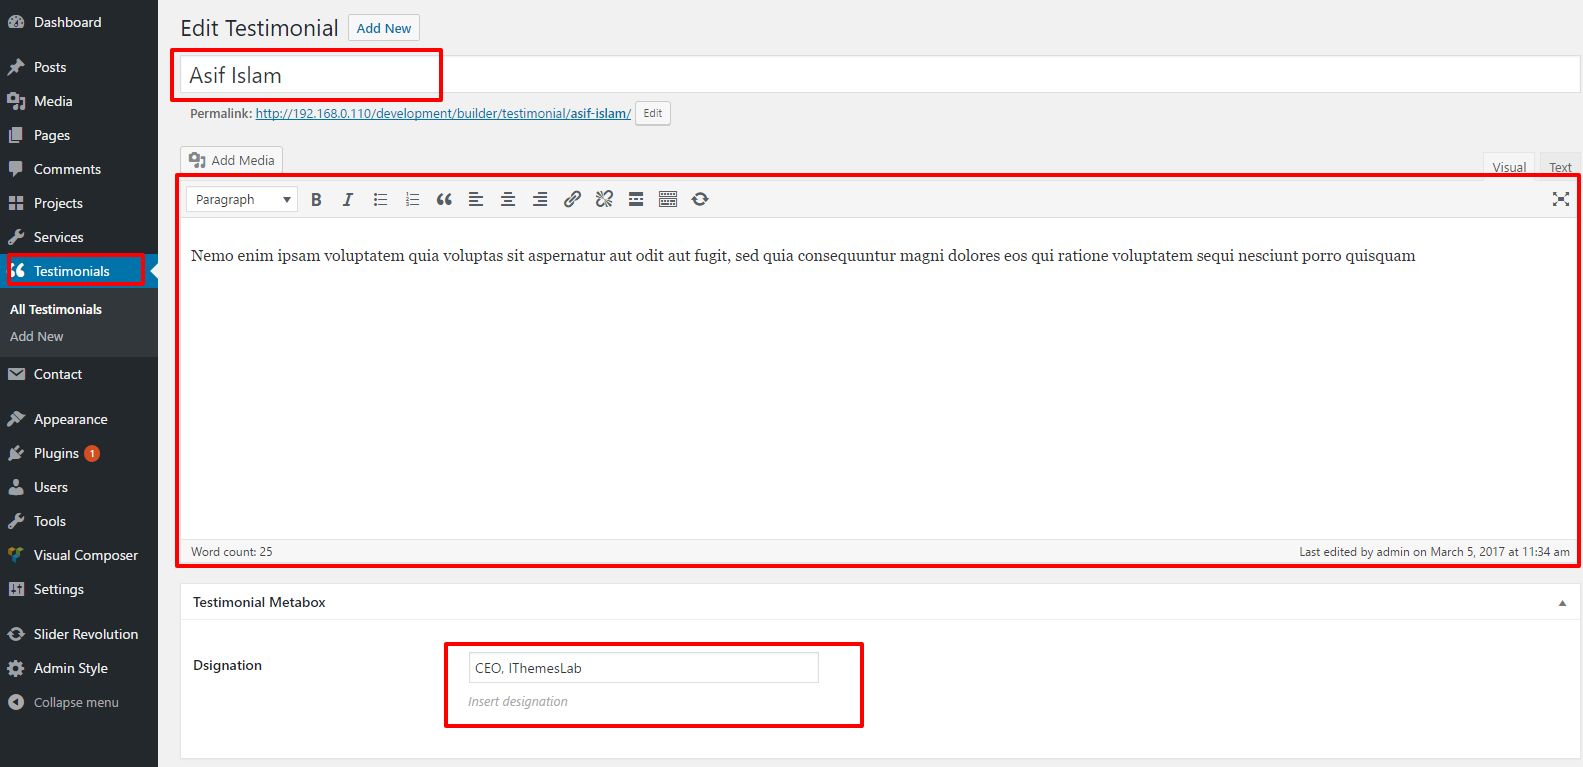 Dashboard
Posts
Media
Pages
Comments
Projects
Services
Testimonials
All Testimonials
Add New
Contact
Appearance
Plugins 1
Users
Tools
Visual Composer
Settings
Slider Revolution
Admin Style
Collapse menu
Edit Testimonial Add New
Asif Islam
Permalink: http://192.168.0.110/development/builder/testimonial/asif-islam/ Edit
Add Media
Visual Text
Paragraph
Nemo enim ipsam voluptatem quia voluptas sit aspernatur aut odit aut fugit, sed quia consequuntur magni dolores eos qui ratione voluptatem sequi nesciunt porro quisquam
Word count: 25 Last edited by admin on March 5, 2017 at 11:34 am
Testimonial Metabox
Dsignation
CEO, IThemesLab
Insert designation